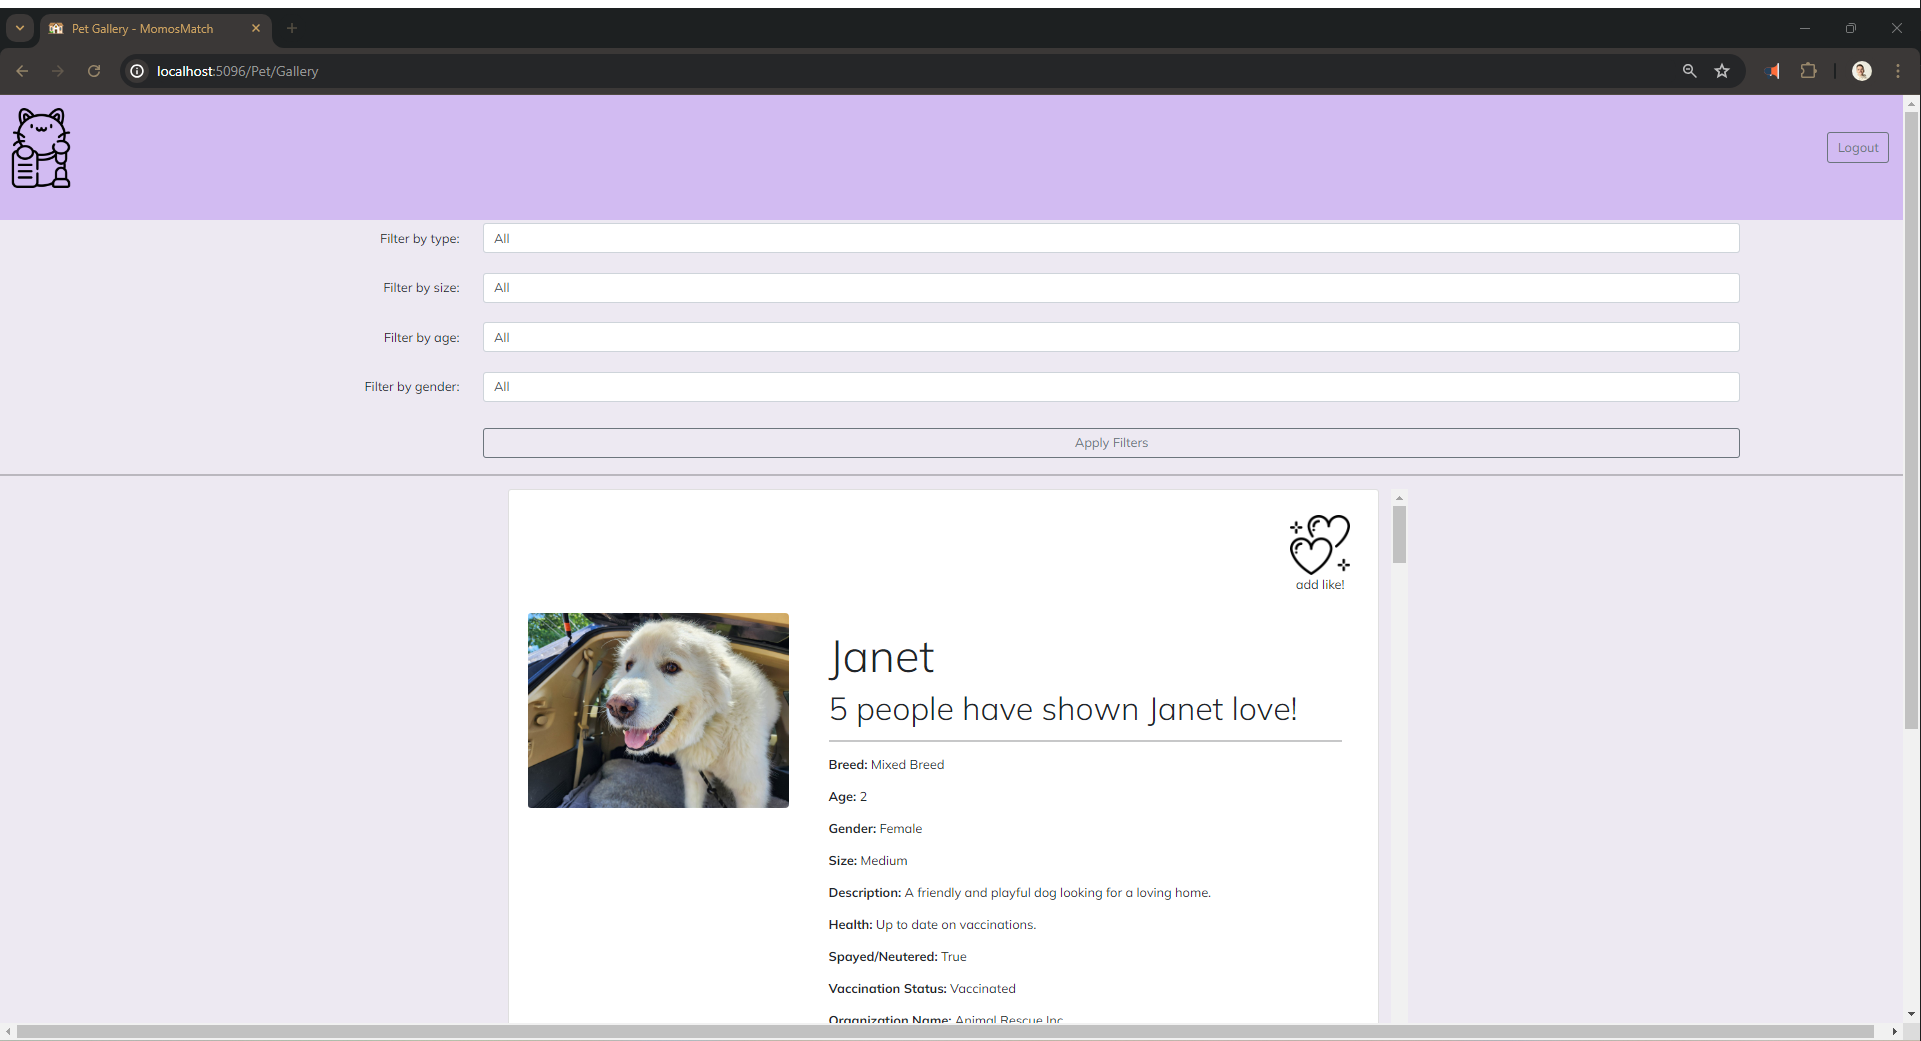 Pet Gallery - MomosMatch
localhost:5096/Pet/Gallery
Logout
Filter by type: All
Filter by size: All
Filter by age: All
Filter by gender: All
Apply Filters
add like!
Janet
5 people have shown Janet love!
Breed: Mixed Breed
Age: 2
Gender: Female
Size: Medium
Description: A friendly and playful dog looking for a loving home.
Health: Up to date on vaccinations.
Spayed/Neutered: True
Vaccination Status: Vaccinated
Organization Name: Animal Rescue Inc